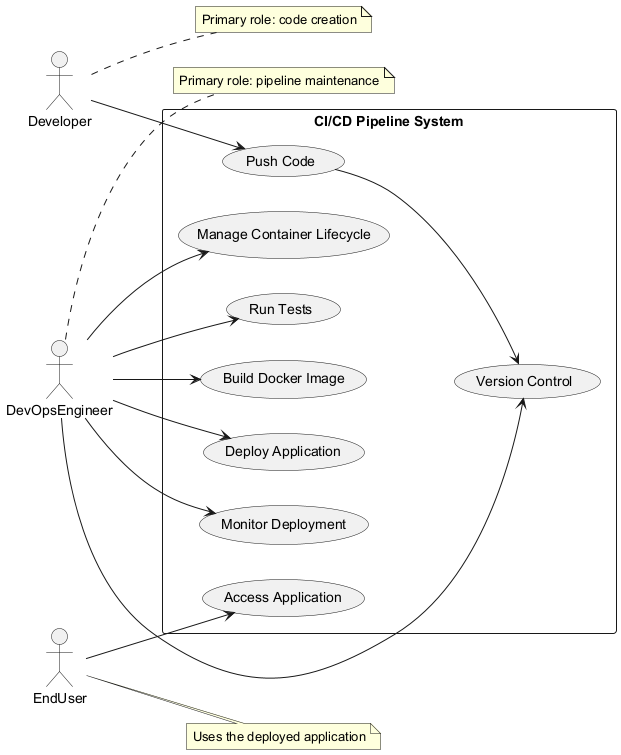 Primary role: code creation
Primary role: pipeline maintenance
Developer
CI/CD Pipeline System
Push Code
Manage Container Lifecycle
Run Tests
DevOpsEngineer
Build Docker Image
Version Control
Deploy Application
Monitor Deployment
Access Application
EndUser
Uses the deployed application